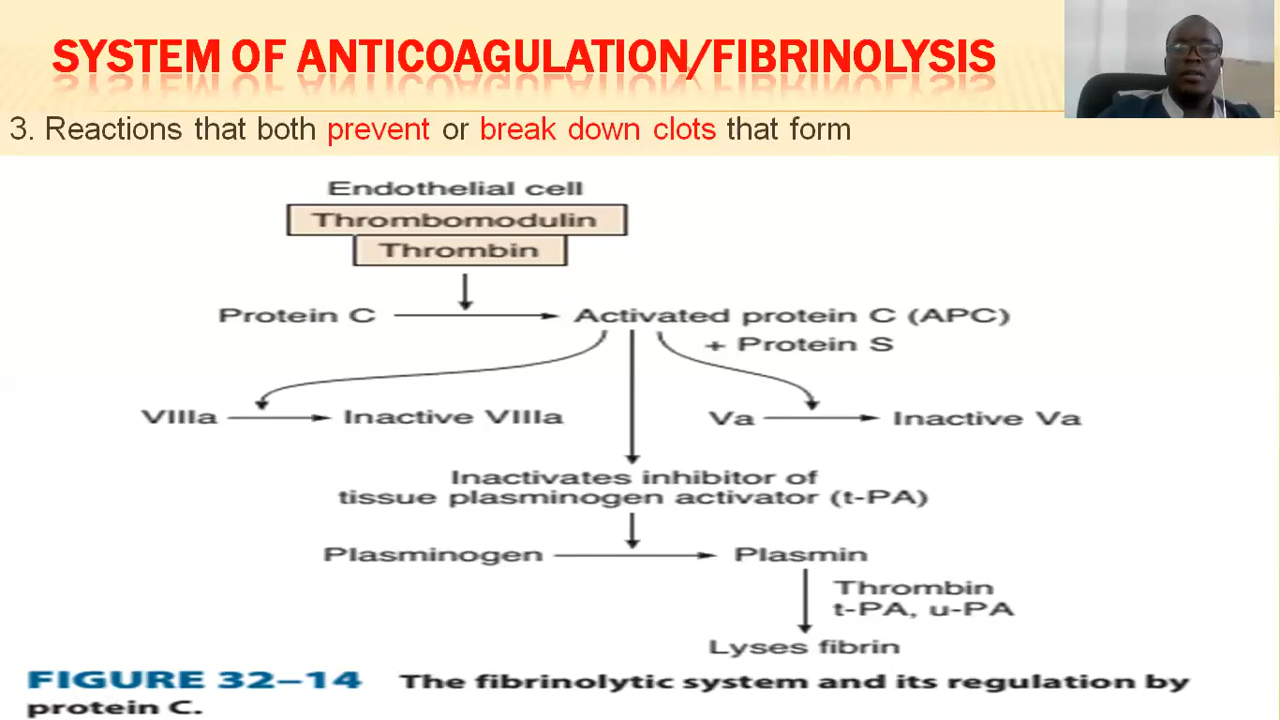 SYSTEM OF ANTICOAGULATION/FIBRINOLYSIS
3. Reactions that both prevent or break down clots that form
Endothelial cell
Thrombomodulin
Thrombin
Protein C
Activated protein C (APC)
+ Protein S
VIIIa
Inactive VIIIa
Va
Inactive Va
Inactivates inhibitor of
tissue plasminogen activator (t-PA)
Plasminogen
Plasmin
Thrombin
t-PA, u-PA
Lyses fibrin
FIGURE 32–14 The fibrinolytic system and its regulation by
protein C.